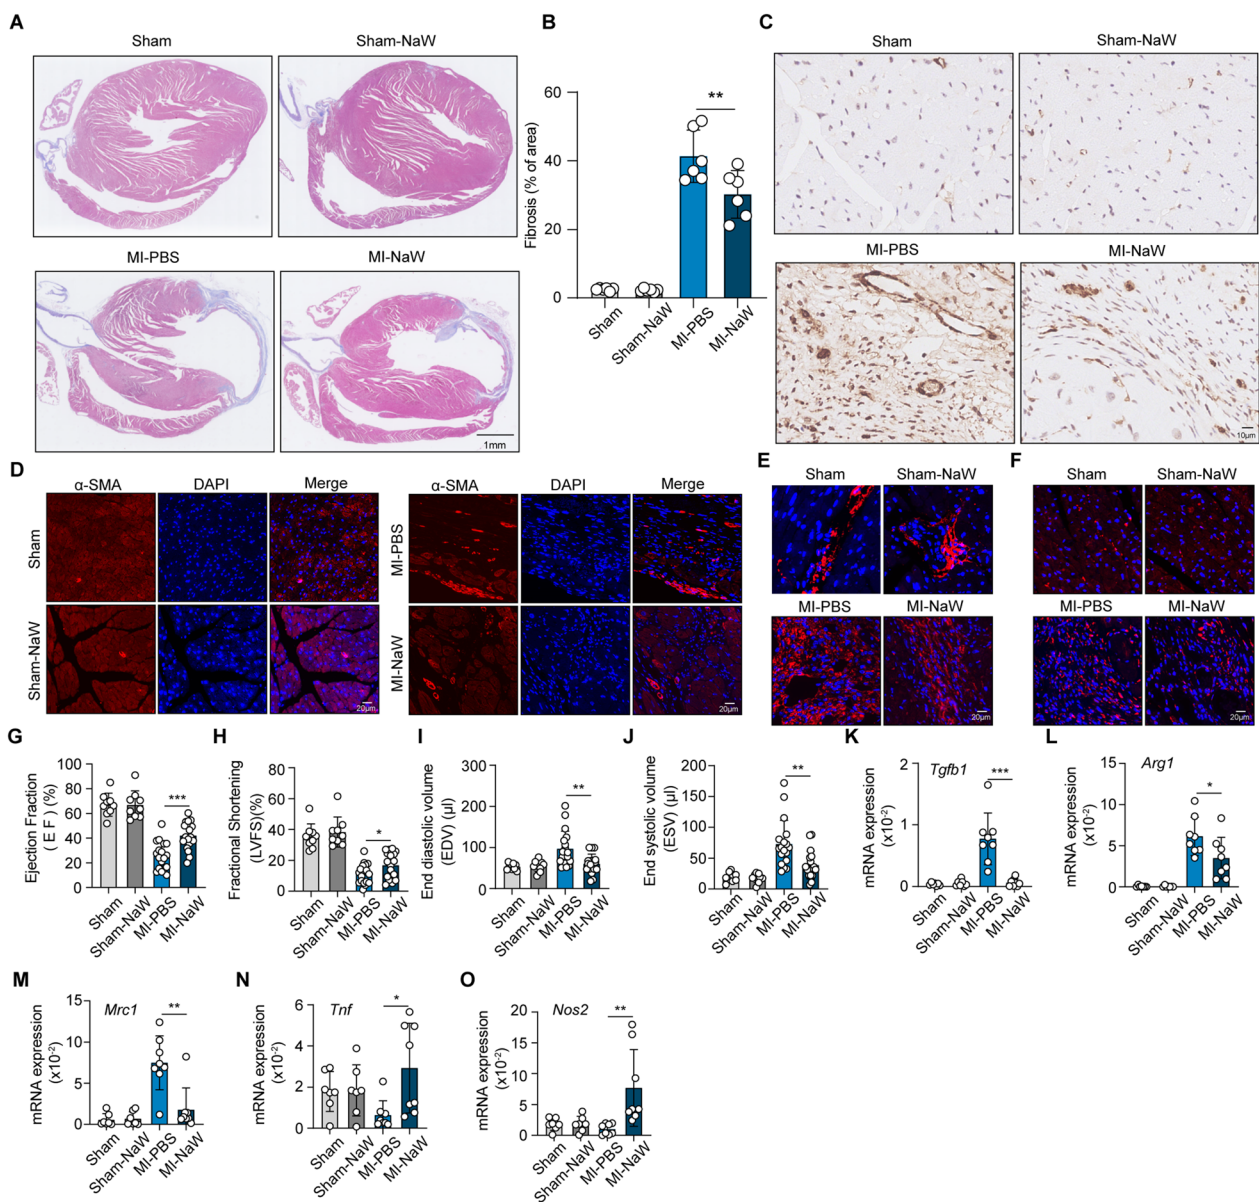 A
Sham
Sham-NaW
MI-PBS
MI-NaW
1mm
B
Fibrosis (% of area)
60
40
20
0
**
Sham
Sham-NaW
MI-PBS
MI-NaW
C
Sham
Sham-NaW
MI-PBS
MI-NaW
10µm
D
α-SMA DAPI Merge
Sham
Sham-NaW
20µm
α-SMA DAPI Merge
MI-PBS
MI-NaW
20µm
E
Sham Sham-NaW
MI-PBS MI-NaW
20µm
F
Sham Sham-NaW
MI-PBS MI-NaW
20µm
G
Ejection Fraction
( E F ) (%)
100
80
60
40
20
0
***
Sham
Sham-NaW
MI-PBS
MI-NaW
H
Fractional Shortening
(LVFS)(%)
80
60
40
20
0
*
Sham
Sham-NaW
MI-PBS
MI-NaW
I
End diastolic volume
(EDV) (µl)
300
200
100
0
**
Sham
Sham-NaW
MI-PBS
MI-NaW
J
End systolic volume
(ESV) (µl)
200
150
100
50
0
**
Sham
Sham-NaW
MI-PBS
MI-NaW
K
Tgfb1
mRNA expression
(x10-2)
2
1
0
***
Sham
Sham-NaW
MI-PBS
MI-NaW
L
Arg1
mRNA expression
(x10-2)
15
10
5
0
*
Sham
Sham-NaW
MI-PBS
MI-NaW
M
Mrc1
mRNA expression
(x10-2)
15
10
5
0
**
Sham
Sham-NaW
MI-PBS
MI-NaW
N
Tnf
mRNA expression
(x10-2)
6
4
2
0
*
Sham
Sham-NaW
MI-PBS
MI-NaW
O
Nos2
mRNA expression
(x10-2)
20
15
10
5
0
**
Sham
Sham-NaW
MI-PBS
MI-NaW